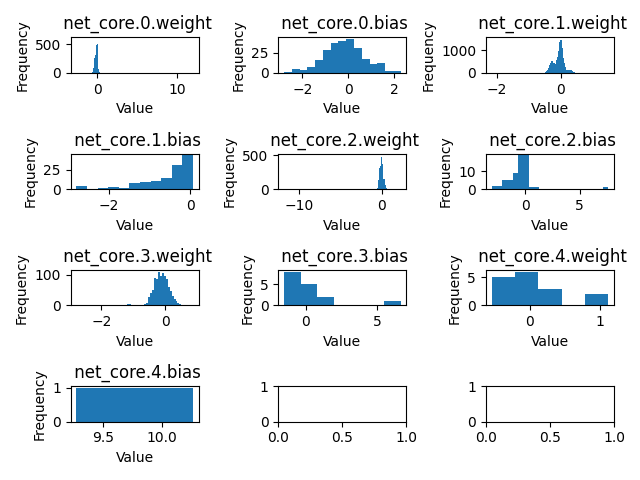 net_core.0.weight
Frequency
500
0
0
10
Value
net_core.0.bias
Frequency
25
0
−2
0
2
Value
net_core.1.weight
Frequency
1000
0
−2
0
Value
net_core.1.bias
Frequency
25
0
−2
0
Value
net_core.2.weight
Frequency
500
0
−10
0
Value
net_core.2.bias
Frequency
10
0
0
5
Value
net_core.3.weight
Frequency
100
0
−2
0
Value
net_core.3.bias
Frequency
5
0
0
5
Value
net_core.4.weight
Frequency
5
0
0
1
Value
net_core.4.bias
Frequency
1
0
9.5
10.0
Value
1
0
0.0
0.5
1.0
1
0
0.0
0.5
1.0